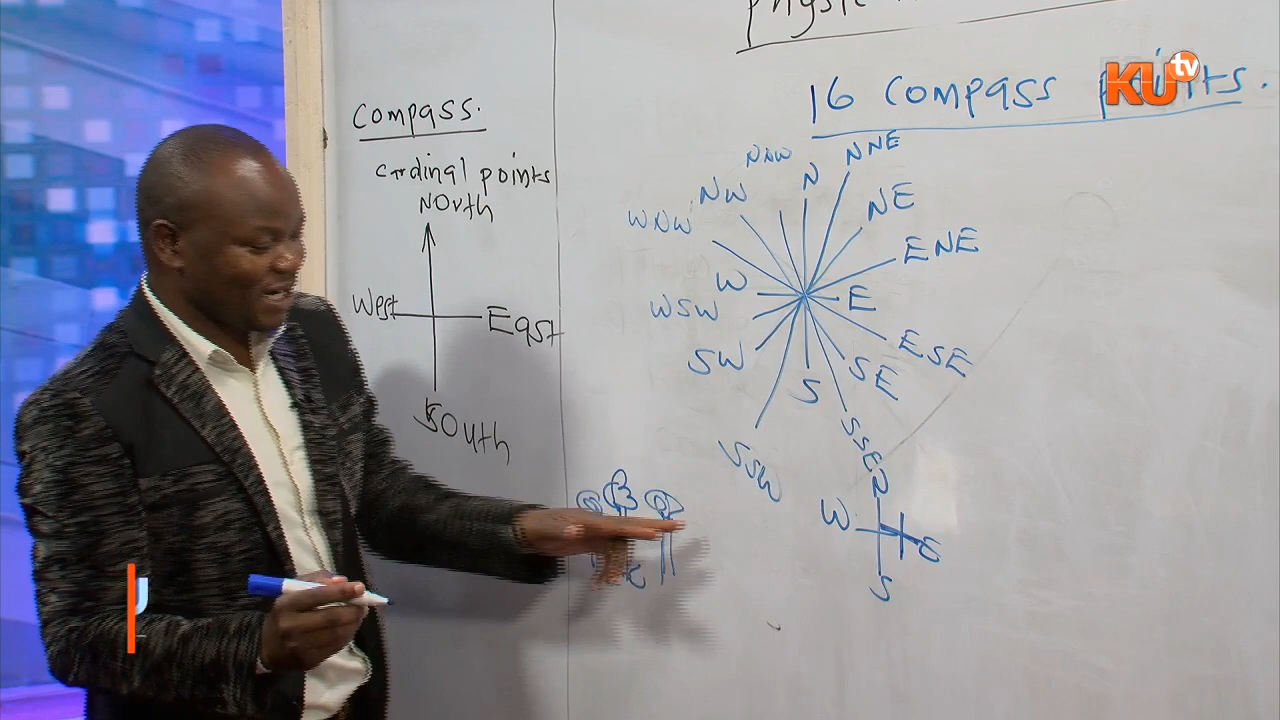 Physic
16 Compass points.
KU tv
Compass.
Cardinal points
North
West
East
South
NNW
N
NNE
NW
NE
WNW
ENE
W
E
WSW
ESE
SW
SE
S
SSE
SSW
N
W
E
S